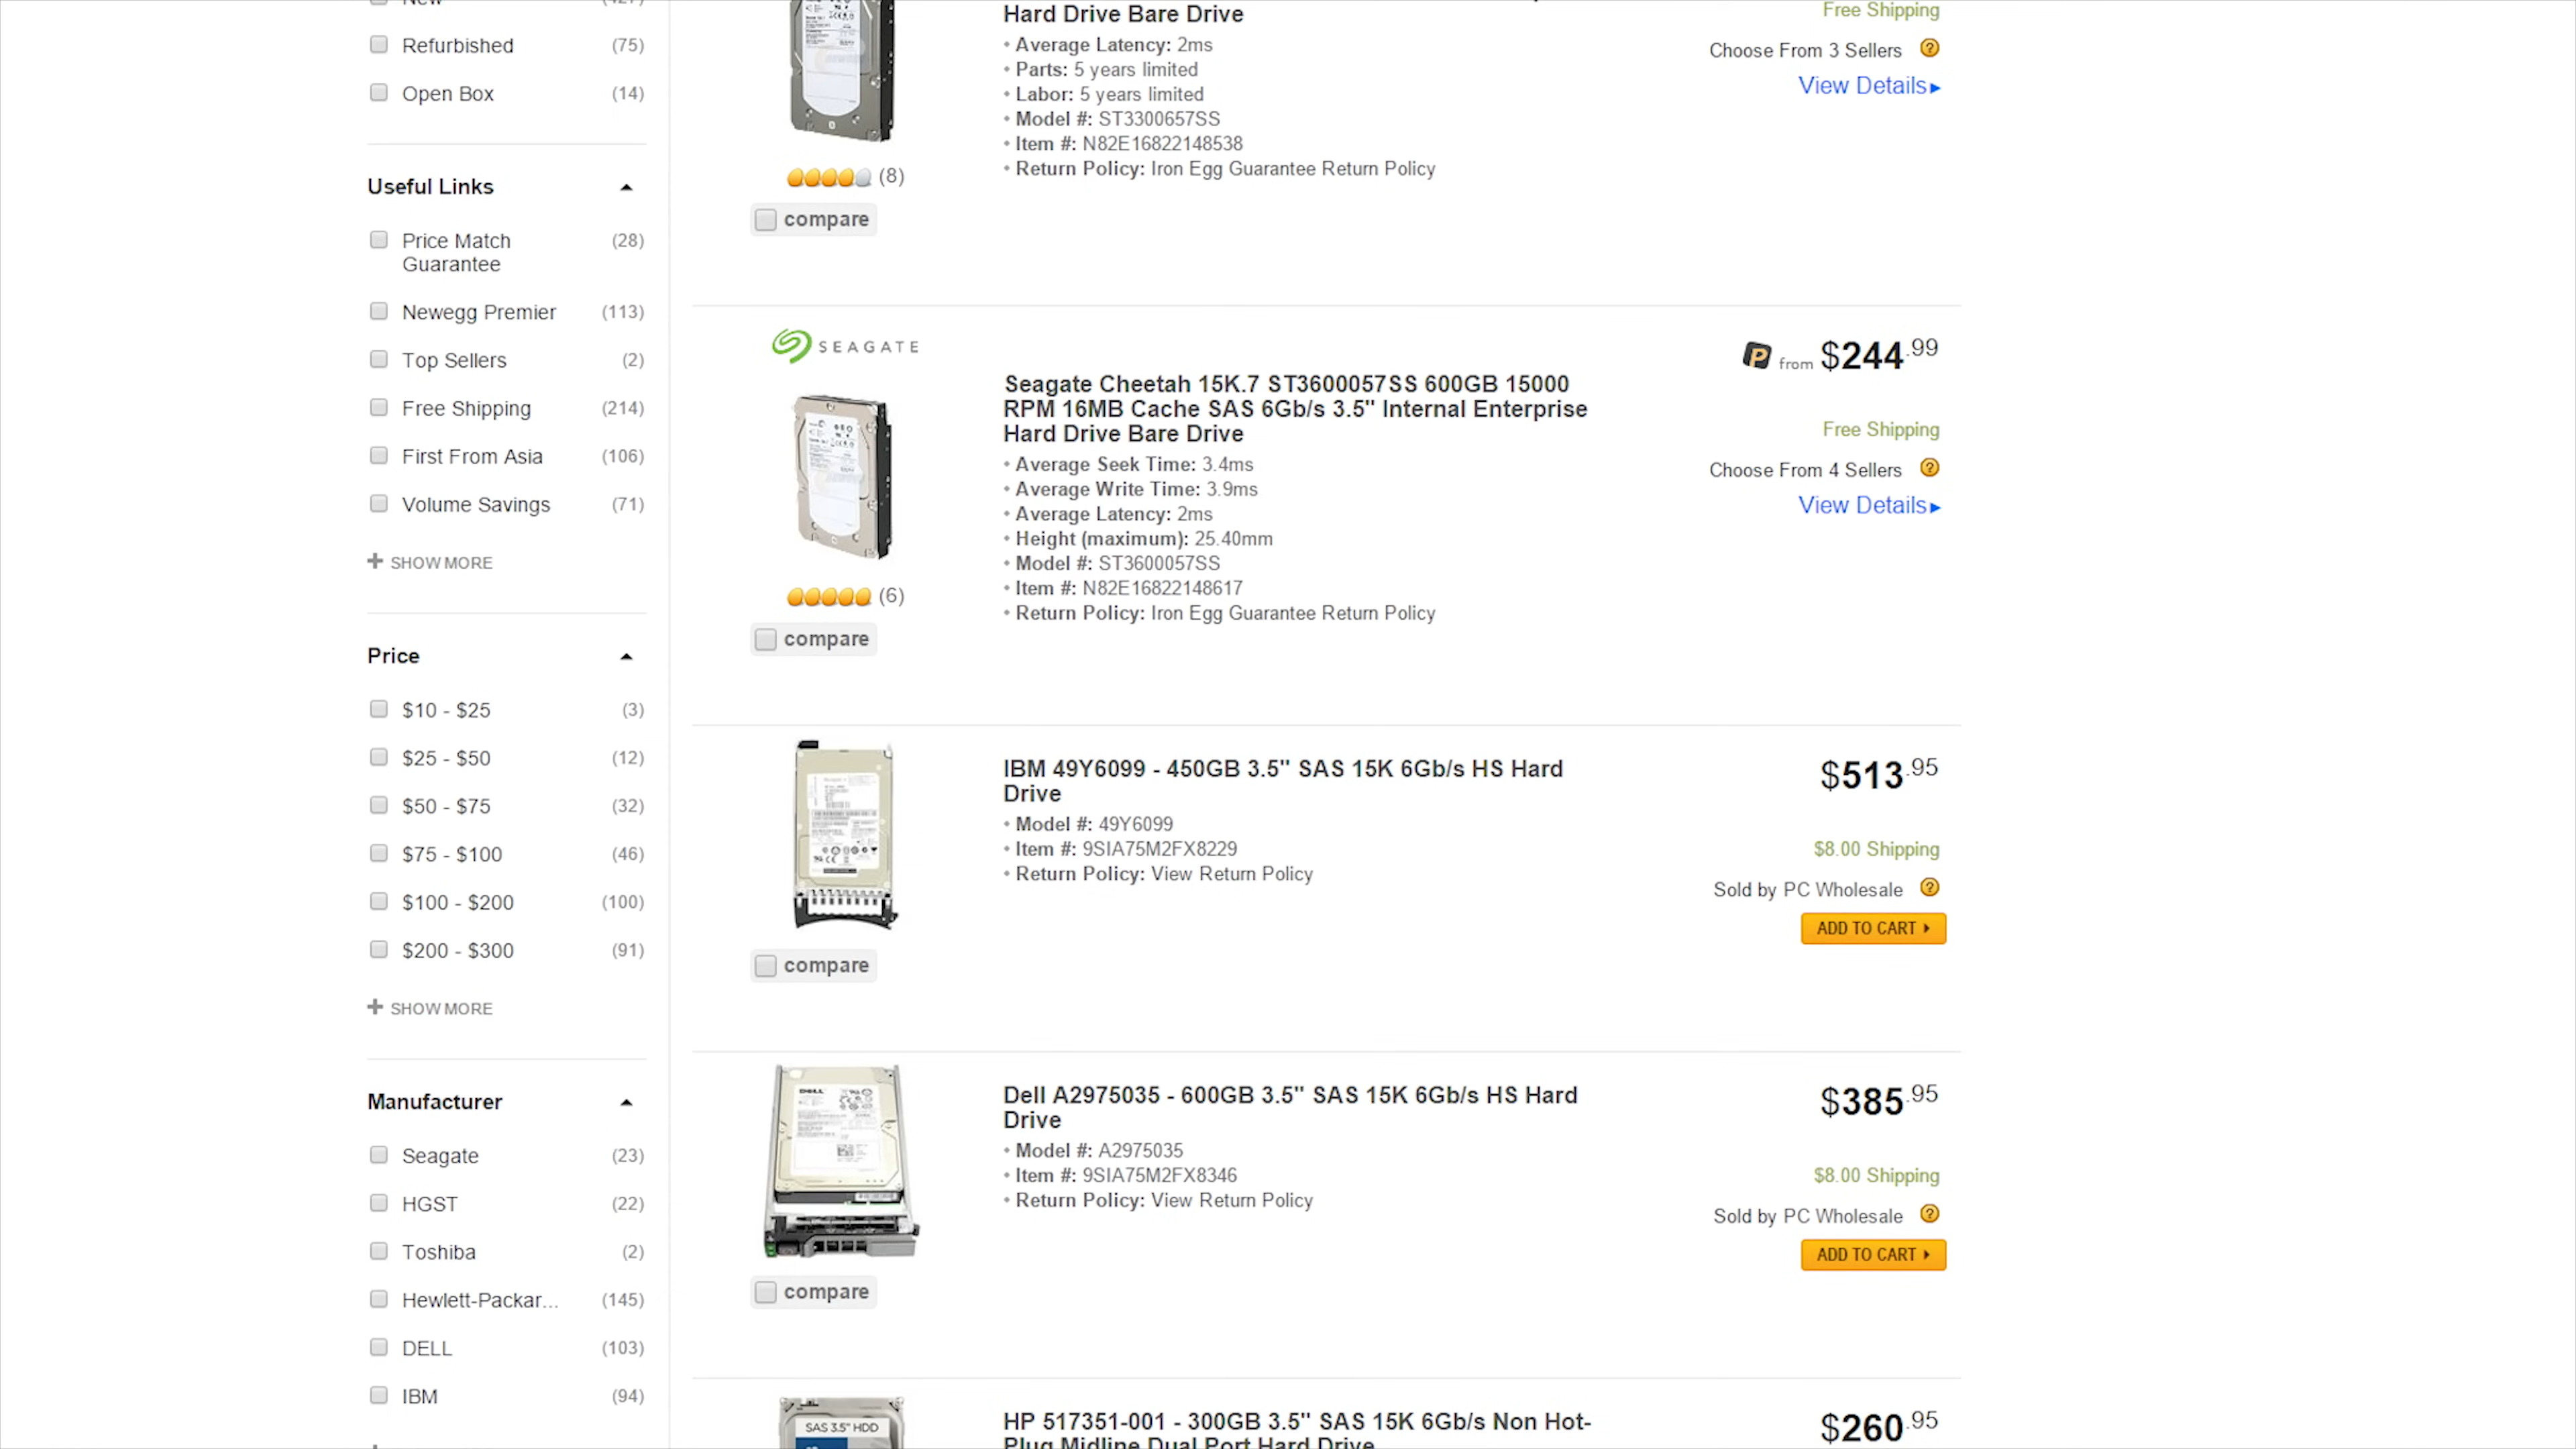 New (427)
Refurbished (75)
Open Box (14)
Useful Links
Price Match
Guarantee (28)
Newegg Premier (113)
Top Sellers (2)
Free Shipping (214)
First From Asia (106)
Volume Savings (71)
SHOW MORE
Price
$10 - $25 (3)
$25 - $50 (12)
$50 - $75 (32)
$75 - $100 (46)
$100 - $200 (100)
$200 - $300 (91)
SHOW MORE
Manufacturer
Seagate (23)
HGST (22)
Toshiba (2)
Hewlett-Packar... (145)
DELL (103)
IBM (94)
Hard Drive Bare Drive
• Average Latency: 2ms
• Parts: 5 years limited
• Labor: 5 years limited
• Model #: ST3300657SS
• Item #: N82E16822148538
• Return Policy: Iron Egg Guarantee Return Policy
(8)
compare
Free Shipping
Choose From 3 Sellers ?
View Details
SEAGATE
Seagate Cheetah 15K.7 ST3600057SS 600GB 15000
RPM 16MB Cache SAS 6Gb/s 3.5" Internal Enterprise
Hard Drive Bare Drive
• Average Seek Time: 3.4ms
• Average Write Time: 3.9ms
• Average Latency: 2ms
• Height (maximum): 25.40mm
• Model #: ST3600057SS
• Item #: N82E16822148617
• Return Policy: Iron Egg Guarantee Return Policy
(6)
compare
P from $244.99
Free Shipping
Choose From 4 Sellers ?
View Details
IBM 49Y6099 - 450GB 3.5" SAS 15K 6Gb/s HS Hard
Drive
• Model #: 49Y6099
• Item #: 9SIA75M2FX8229
• Return Policy: View Return Policy
compare
$513.95
$8.00 Shipping
Sold by PC Wholesale ?
ADD TO CART
DELL
Dell A2975035 - 600GB 3.5" SAS 15K 6Gb/s HS Hard
Drive
• Model #: A2975035
• Item #: 9SIA75M2FX8346
• Return Policy: View Return Policy
compare
$385.95
$8.00 Shipping
Sold by PC Wholesale ?
ADD TO CART
SAS 3.5" HDD
HP 517351-001 - 300GB 3.5" SAS 15K 6Gb/s Non Hot-
Plug Midline Dual Port Hard Drive
$260.95